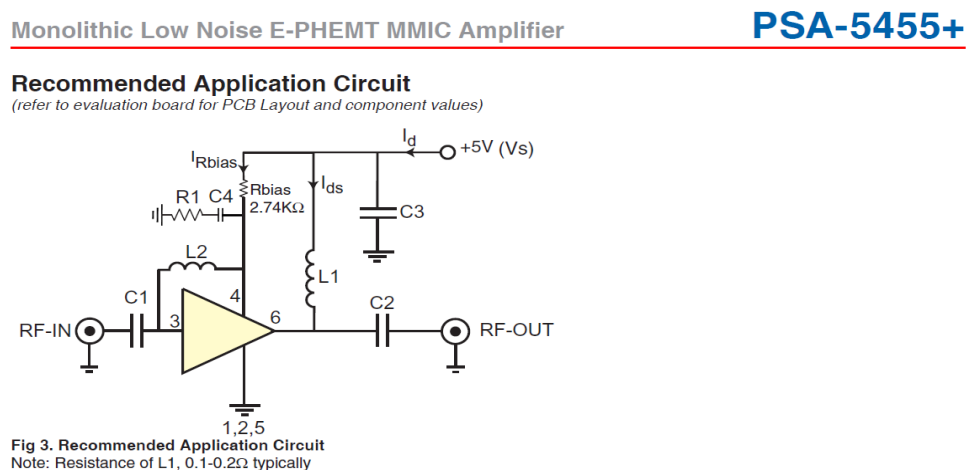 Monolithic Low Noise E-PHEMT MMIC Amplifier
PSA-5455+
Recommended Application Circuit
(refer to evaluation board for PCB Layout and component values)
Id
+5V (Vs)
IRbias
Ids
Rbias
2.74KΩ
R1 C4
C3
L2
L1
C1
4
C2
RF-IN
3
6
RF-OUT
1,2,5
Fig 3. Recommended Application Circuit
Note: Resistance of L1, 0.1-0.2Ω typically